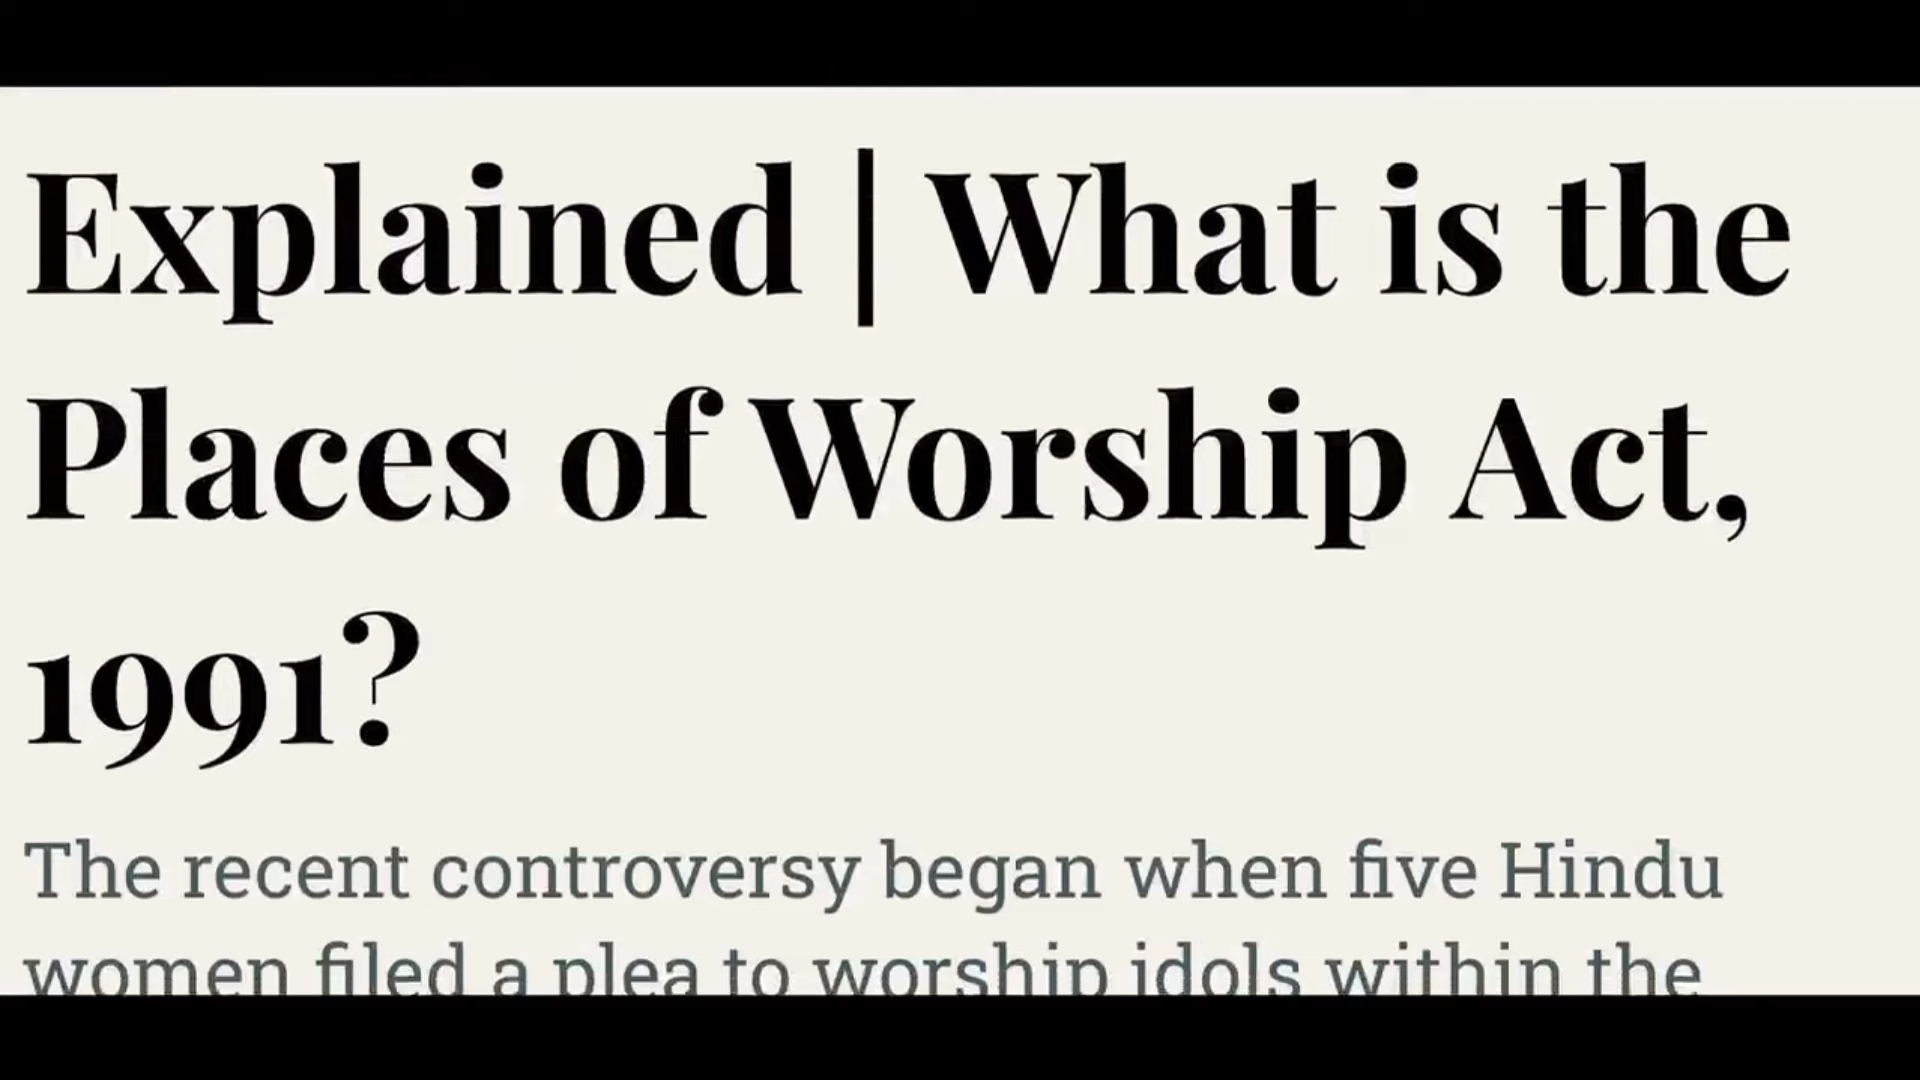 Explained | What is the
Places of Worship Act,
1991?
The recent controversy began when five Hindu
women filed a plea to worship idols within the